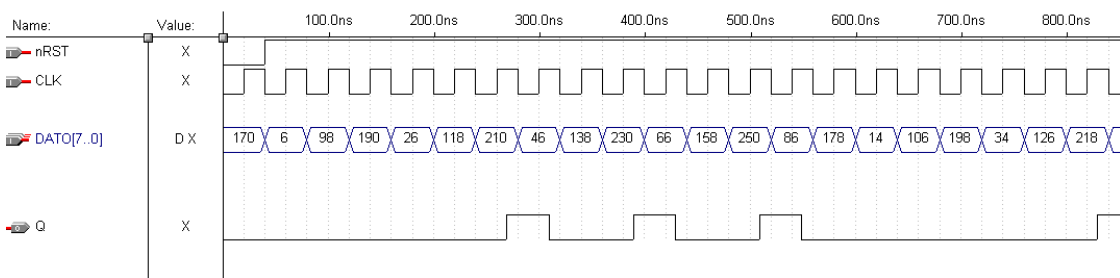 Name: Value: 100.0ns 200.0ns 300.0ns 400.0ns 500.0ns 600.0ns 700.0ns 800.0ns
nRST X
CLK X
DATO[7..0] D X 170 6 98 190 26 118 210 46 138 230 66 158 250 86 178 14 106 198 34 126 218
Q X